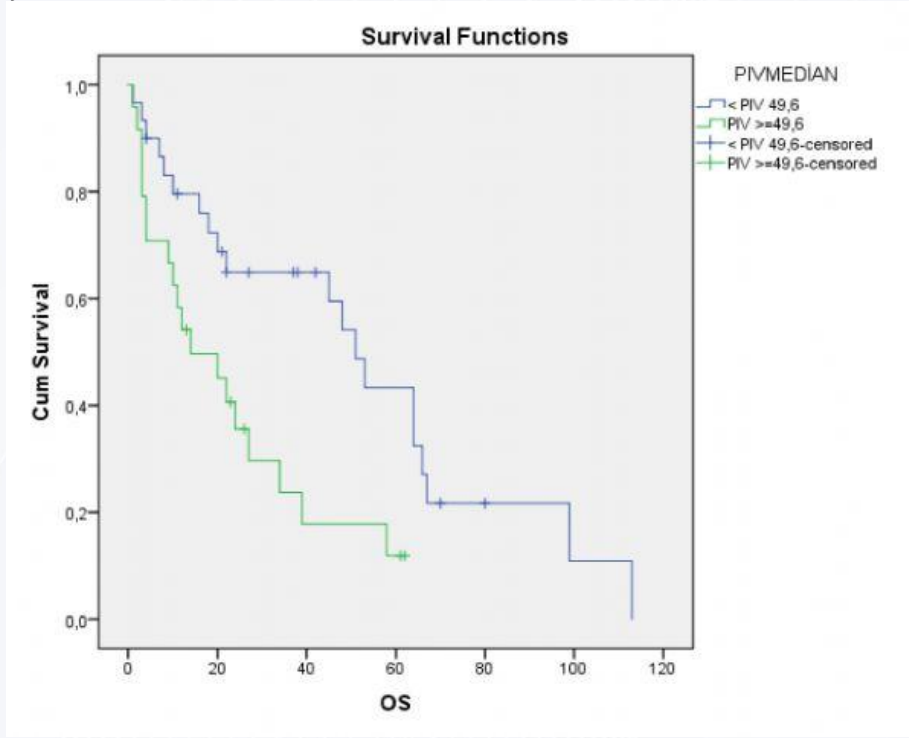 Survival Functions
PIVMEDİAN
< PIV 49,6
PIV >=49,6
< PIV 49,6-censored
PIV >=49,6-censored
1,0
0,8
0,6
0,4
0,2
0,0
Cum Survival
0 20 40 60 80 100 120
OS